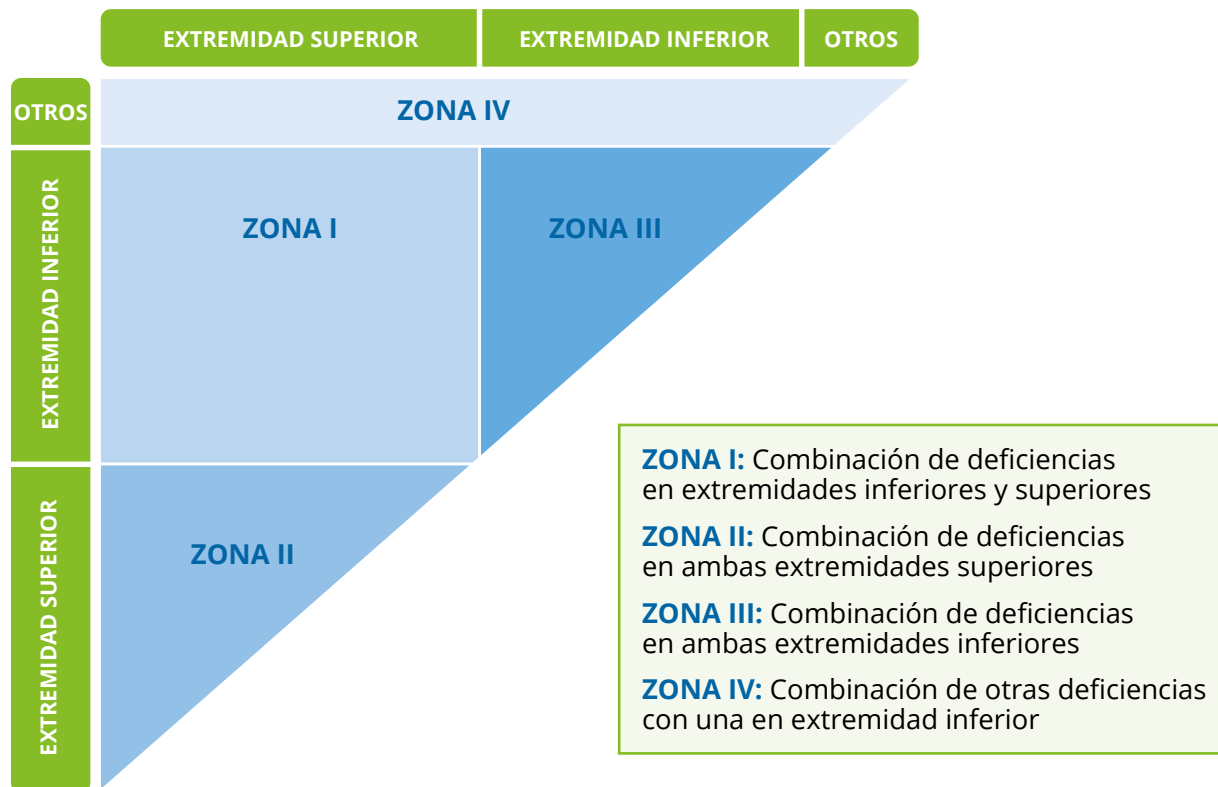 EXTREMIDAD SUPERIOR
EXTREMIDAD INFERIOR
OTROS
OTROS
ZONA IV
EXTREMIDAD INFERIOR
ZONA I
ZONA III
EXTREMIDAD SUPERIOR
ZONA II
ZONA I: Combinación de deficiencias
en extremidades inferiores y superiores
ZONA II: Combinación de deficiencias
en ambas extremidades superiores
ZONA III: Combinación de deficiencias
en ambas extremidades inferiores
ZONA IV: Combinación de otras deficiencias
con una en extremidad inferior